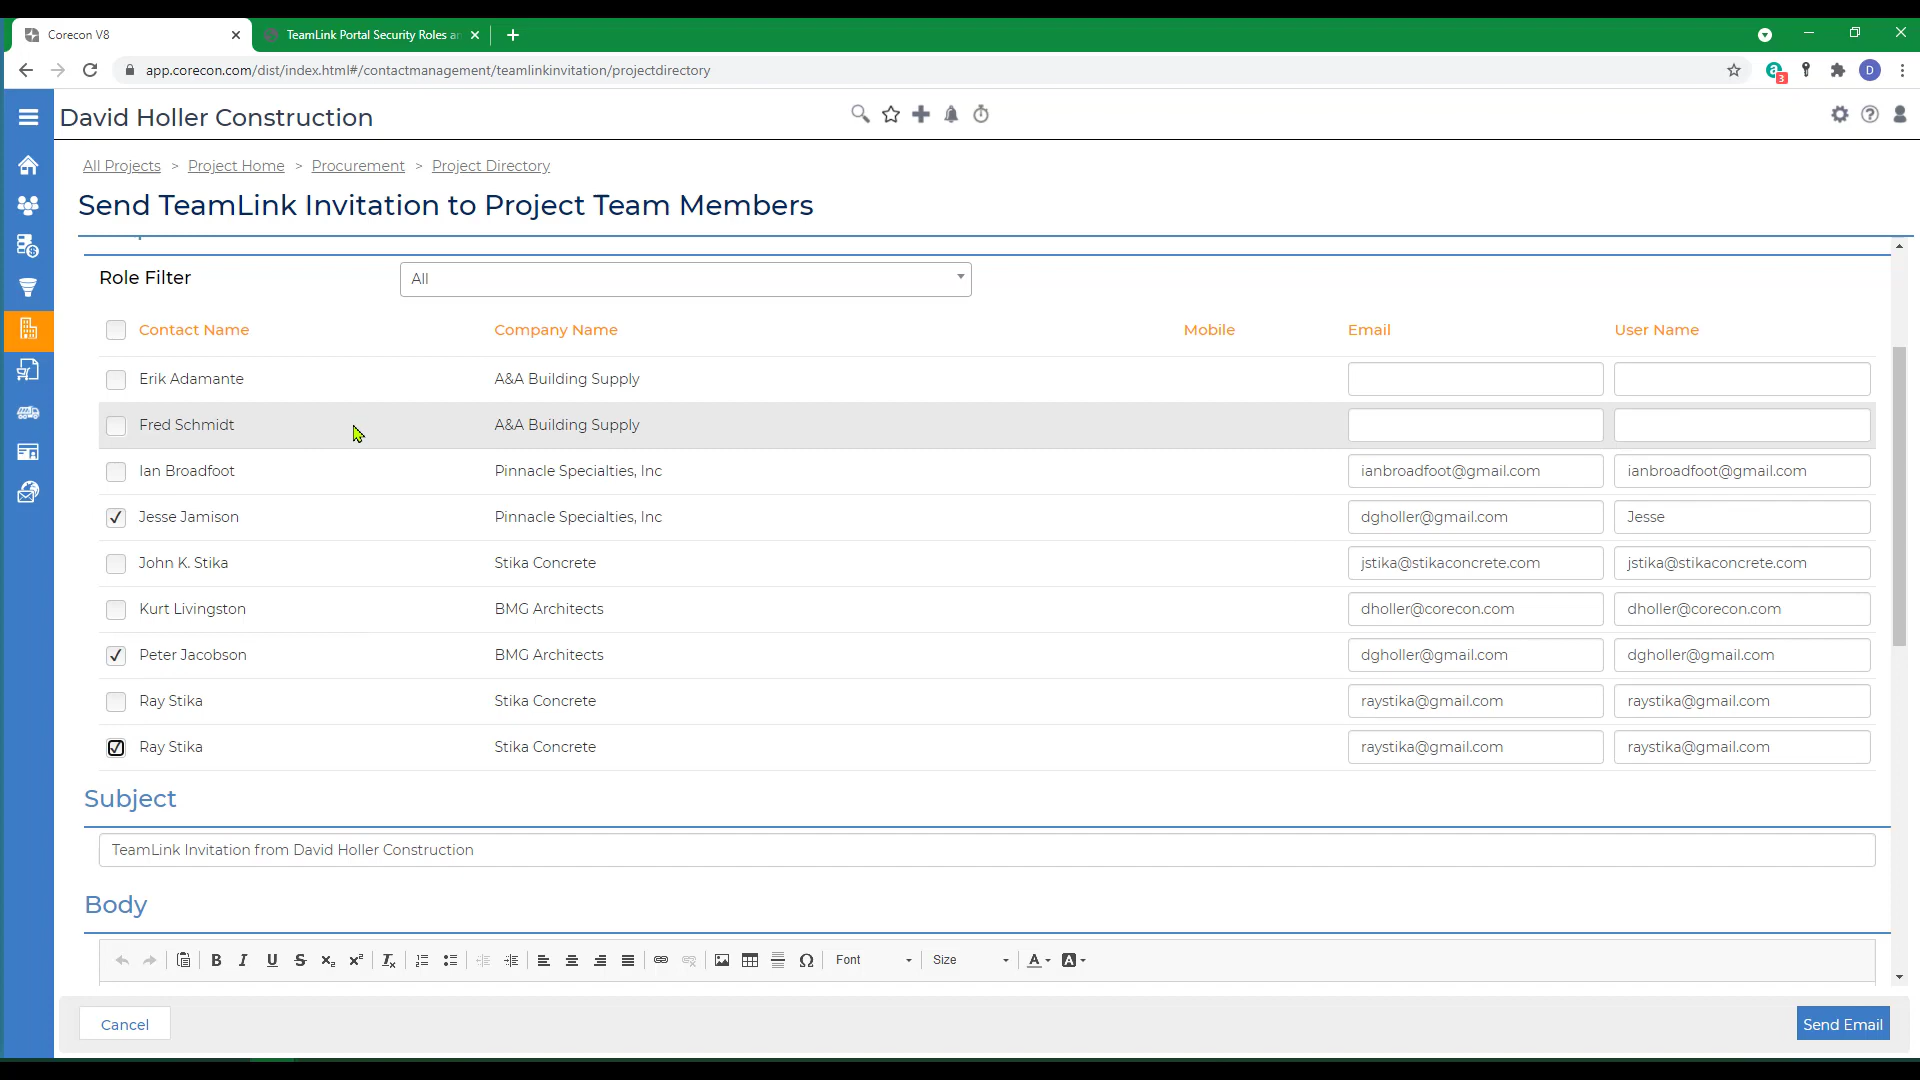 Corecon V8
TeamLink Portal Security Roles an
app.corecon.com/dist/index.html#/contactmanagement/teamlinkinvitation/projectdirectory
3
D
David Holler Construction
All Projects > Project Home > Procurement > Project Directory
Send TeamLink Invitation to Project Team Members
Role Filter All
Contact Name Company Name Mobile Email User Name
Erik Adamante A&A Building Supply
Fred Schmidt A&A Building Supply
Ian Broadfoot Pinnacle Specialties, Inc ianbroadfoot@gmail.com ianbroadfoot@gmail.com
Jesse Jamison Pinnacle Specialties, Inc dgholler@gmail.com Jesse
John K. Stika Stika Concrete jstika@stikaconcrete.com jstika@stikaconcrete.com
Kurt Livingston BMG Architects dholler@corecon.com dholler@corecon.com
Peter Jacobson BMG Architects dgholler@gmail.com dgholler@gmail.com
Ray Stika Stika Concrete raystika@gmail.com raystika@gmail.com
Ray Stika Stika Concrete raystika@gmail.com raystika@gmail.com
Subject
TeamLink Invitation from David Holler Construction
Body
Font Size
Cancel Send Email